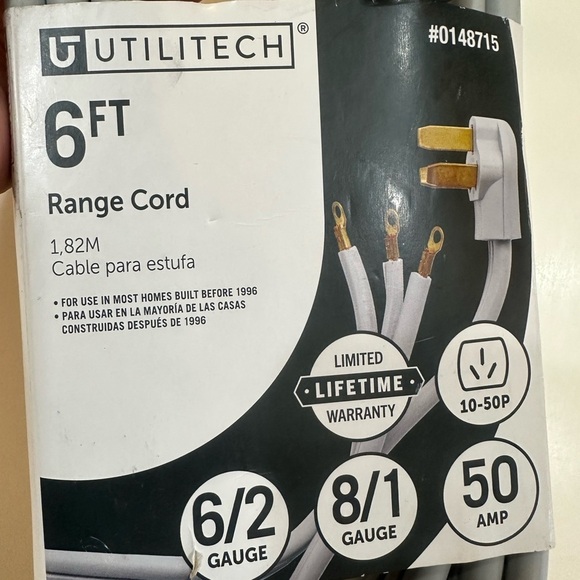 UT UTILITECH®
#0148715
6FT
Range Cord
1,82M
Cable para estufa
• FOR USE IN MOST HOMES BUILT BEFORE 1996
• PARA USAR EN LA MAYORÍA DE LAS CASAS
CONSTRUIDAS DESPUÉS DE 1996
LIMITED
• LIFETIME •
WARRANTY
10-50P
6/2
GAUGE
8/1
GAUGE
50
AMP